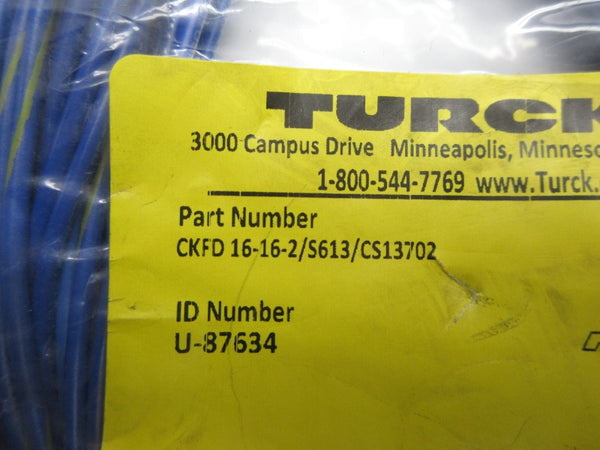 TURCK
3000 Campus Drive Minneapolis, Minneso
1-800-544-7769 www.Turck.
Part Number
CKFD 16-16-2/S613/CS13702
ID Number
U-87634